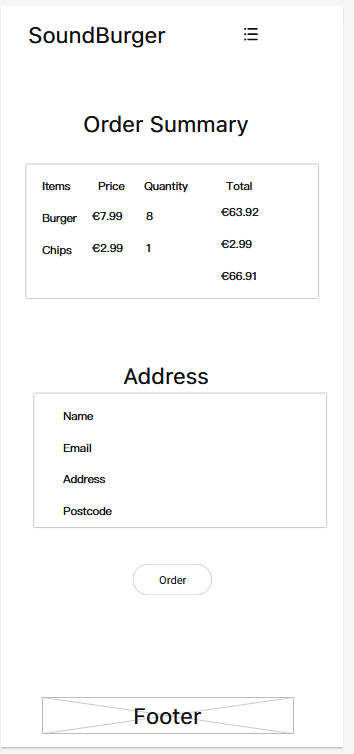 SoundBurger
Order Summary
Items Price Quantity Total
Burger €7.99 8 €63.92
Chips €2.99 1 €2.99
€66.91
Address
Name
Email
Address
Postcode
Order
Footer